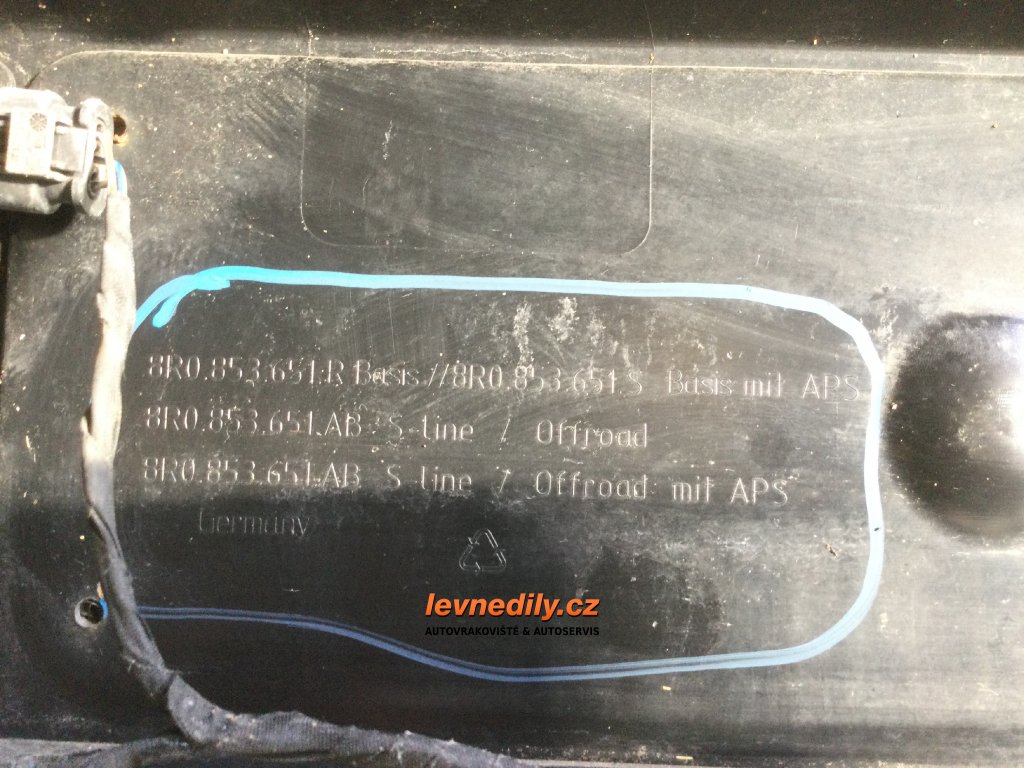 8R0.853.651.R Basis //8R0.853.651.S Basis mit APS
8R0.853.651.AB S-line / Offroad
8R0.853.651.AB S-line / Offroad mit APS
Germany
levnedily.cz
AUTOVRAKOVIŠTĚ & AUTOSERVIS